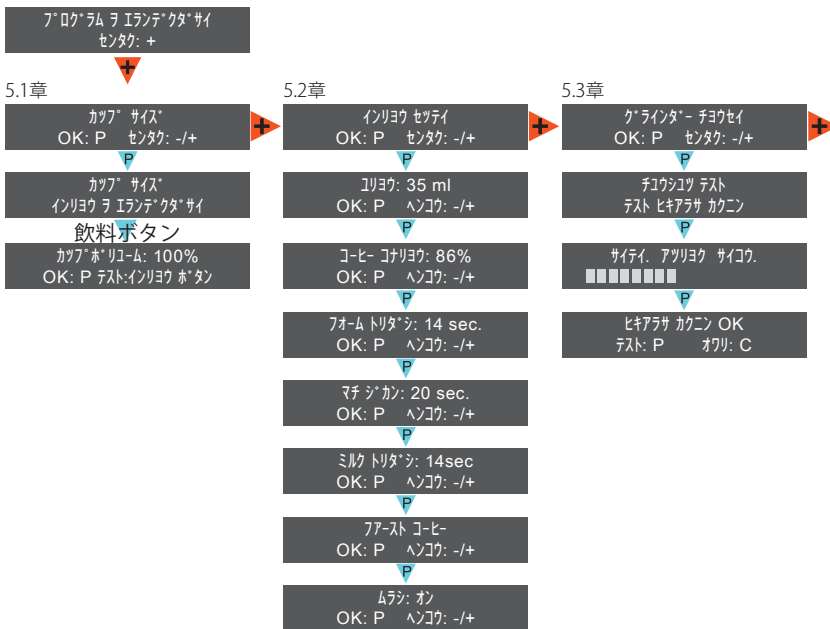 ﾌﾟﾛｸﾞﾗﾑ ｦ ｴﾗﾝﾃﾞｸﾀﾞｻｲ
ｾﾝﾀｸ: +
+
5.1章
ｶﾂﾌﾟ ｻｲｽﾞ
OK: P ｾﾝﾀｸ: -/+
P
ｶﾂﾌﾟ ｻｲｽﾞ
ｲﾝﾘﾖｳ ｦ ｴﾗﾝﾃﾞｸﾀﾞｻｲ
飲料ボタン
ｶﾂﾌﾟﾎﾞﾘﾕｰﾑ: 100%
OK: P ﾃｽﾄ:ｲﾝﾘﾖｳ ﾎﾞﾀﾝ
+
5.2章
ｲﾝﾘﾖｳ ｾﾂﾃｲ
OK: P ｾﾝﾀｸ: -/+
P
ﾕﾘﾖｳ: 35 ml
OK: P ﾍﾝｺｳ: -/+
P
ｺｰﾋｰ ｺﾅﾘﾖｳ: 86%
OK: P ﾍﾝｺｳ: -/+
P
ﾌｵｰﾑ ﾄﾘﾀﾞｼ: 14 sec.
OK: P ﾍﾝｺｳ: -/+
P
ﾏﾁ ｼﾞｶﾝ: 20 sec.
OK: P ﾍﾝｺｳ: -/+
P
ﾐﾙｸ ﾄﾘﾀﾞｼ: 14sec
OK: P ﾍﾝｺｳ: -/+
P
ﾌｱｰｽﾄ ｺｰﾋｰ
OK: P ﾍﾝｺｳ: -/+
P
ﾑﾗｼ: ｵﾝ
OK: P ﾍﾝｺｳ: -/+
+
5.3章
ｸﾞﾗｲﾝﾀﾞｰ ﾁﾖｳｾｲ
OK: P ｾﾝﾀｸ: -/+
P
ﾁﾕｳｼﾕﾂ ﾃｽﾄ
ﾃｽﾄ ﾋｷｱﾗｻ ｶｸﾆﾝ
P
ｻｲﾃｲ. ｱﾂﾘﾖｸ ｻｲｺｳ.
P
ﾋｷｱﾗｻ ｶｸﾆﾝ OK
ﾃｽﾄ: P ｵﾜﾘ: C
+